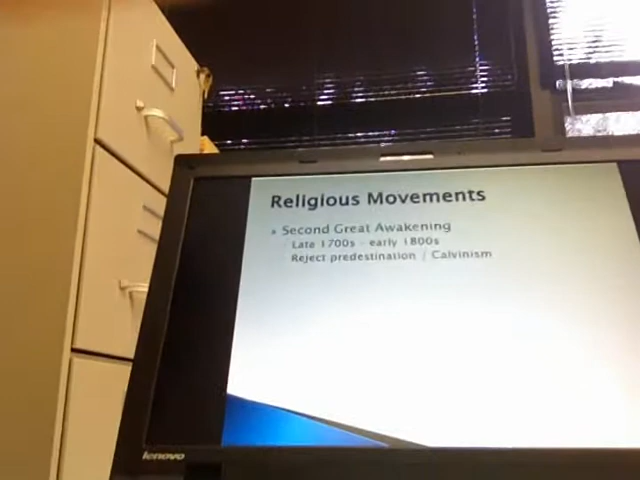 Religious Movements
Second Great Awakening
Late 1700s - early 1800s
Reject predestination / Calvinism
lenovo